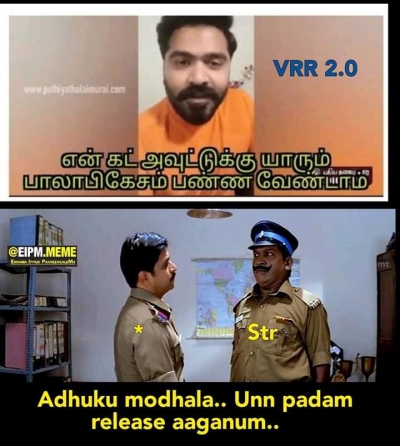 VRR 2.0
www.puthiyathalaimurai.com
என் கட் அவுட்டுக்கு யாரும்
பாலாபிகேசம் பண்ண வேண்டாம்
@EIPM.MEME
*
Str
Adhuku modhala.. Unn padam
release aaganum..